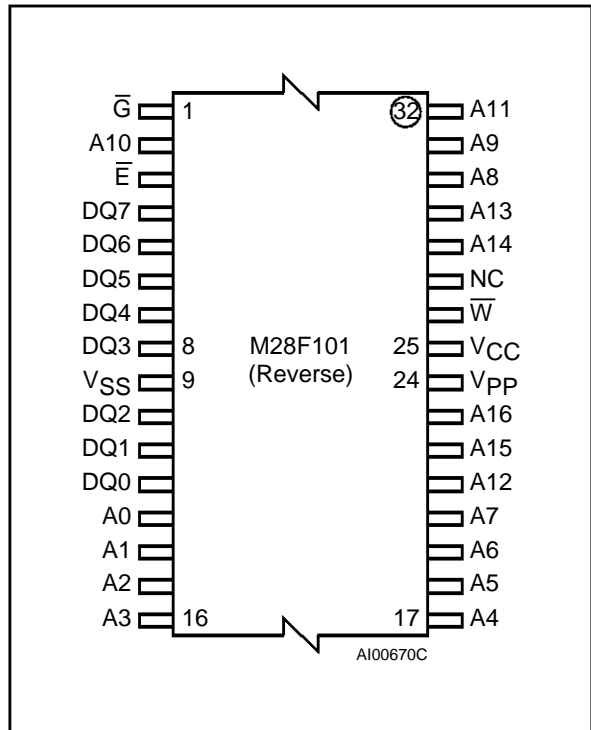 G̅ 1 32 A11
A10 A9
E̅ A8
DQ7 A13
DQ6 A14
DQ5 NC
DQ4 W̅
DQ3 8 M28F101 25 VCC
VSS 9 (Reverse) 24 VPP
DQ2 A16
DQ1 A15
DQ0 A12
A0 A7
A1 A6
A2 A5
A3 16 17 A4
AI00670C